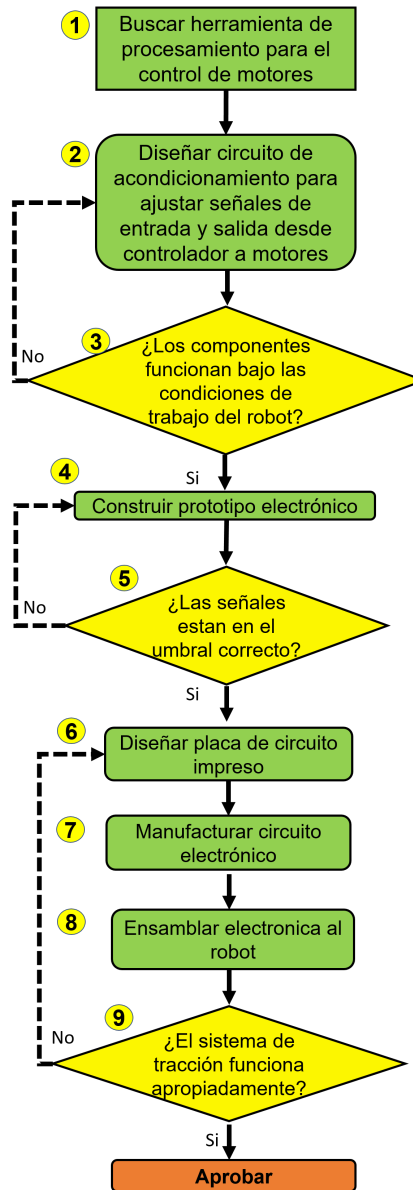 1
Buscar herramienta de
procesamiento para el
control de motores
2
Diseñar circuito de
acondicionamiento para
ajustar señales de
entrada y salida desde
controlador a motores
No
3
¿Los componentes
funcionan bajo las
condiciones de
trabajo del robot?
Si
4
Construir prototipo electrónico
No
5
¿Las señales
estan en el
umbral correcto?
Si
6
Diseñar placa de circuito
impreso
7
Manufacturar circuito
electrónico
8
Ensamblar electronica al
robot
No
9
¿El sistema de
tracción funciona
apropiadamente?
Si
Aprobar